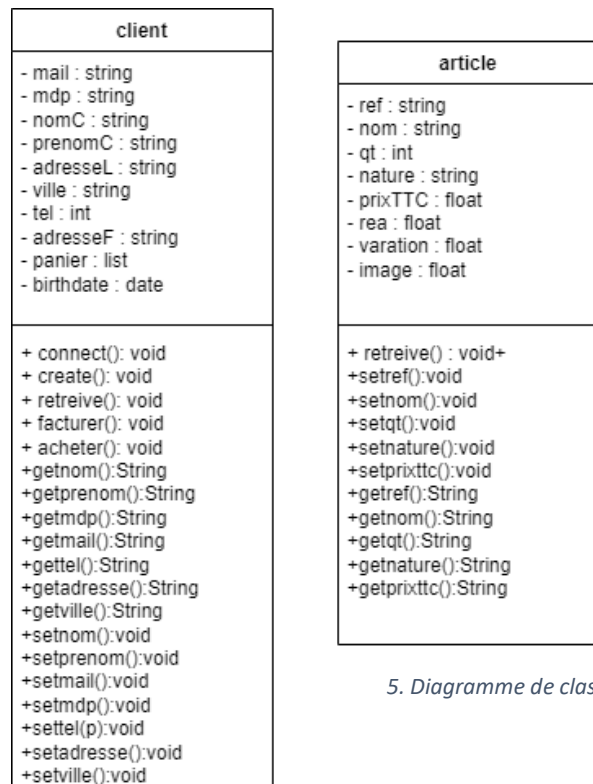 client
- mail : string
- mdp : string
- nomC : string
- prenomC : string
- adresseL : string
- ville : string
- tel : int
- adresseF : string
- panier : list
- birthdate : date
+ connect(): void
+ create(): void
+ retreive(): void
+ facturer(): void
+ acheter(): void
+getnom():String
+getprenom():String
+getmdp():String
+getmail():String
+gettel():String
+getadresse():String
+getville():String
+setnom():void
+setprenom():void
+setmail():void
+setmdp():void
+settel(p):void
+setadresse():void
+setville():void
article
- ref : string
- nom : string
- qt : int
- nature : string
- prixTTC : float
- rea : float
- varation : float
- image : float
+ retreive() : void+
+setref():void
+setnom():void
+setqt():void
+setnature():void
+setprixttc():void
+getref():String
+getnom():String
+getqt():String
+getnature():String
+getprixttc():String
5. Diagramme de clas